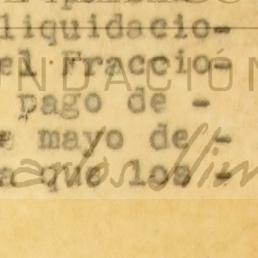 liquidacio-
el Fraccio-
pago de -
e mayo de -
a que los -